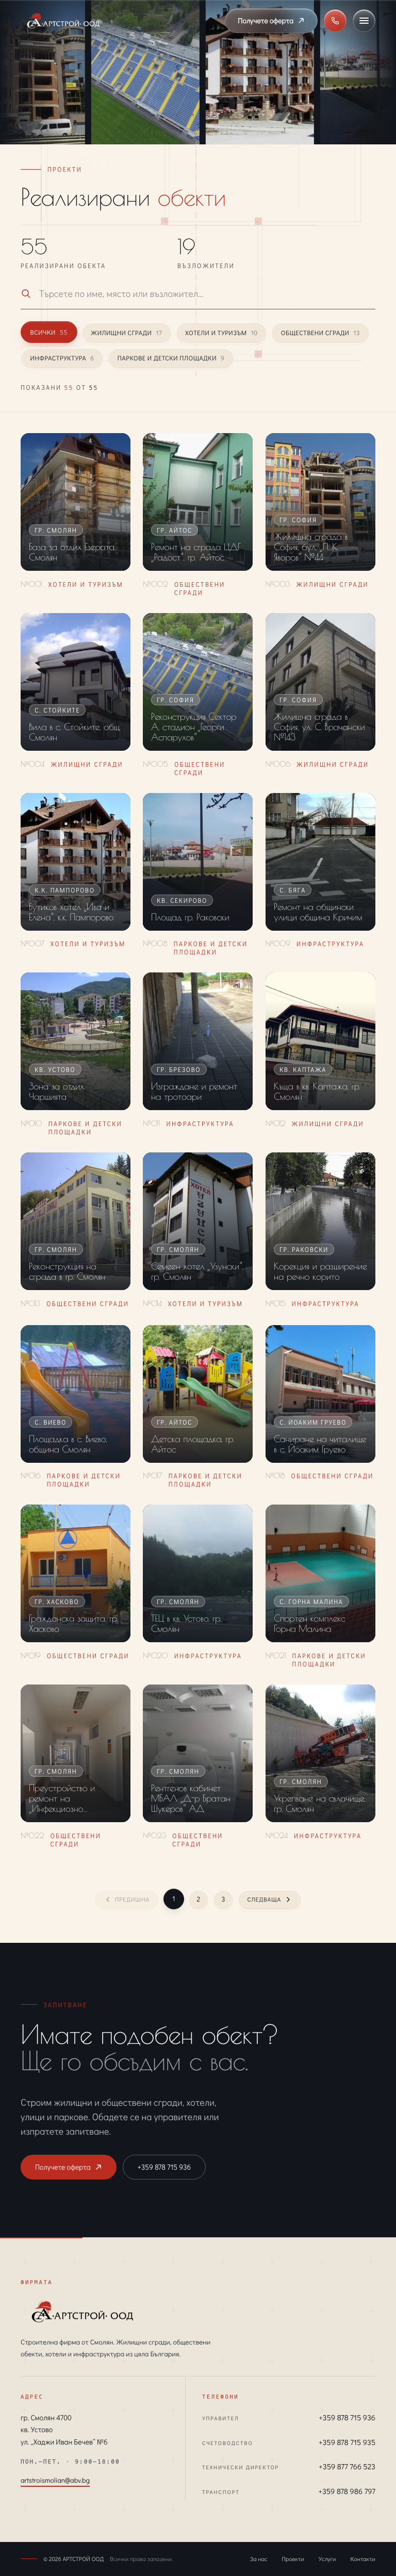 АРТСТРОЙ· ООД
Получете оферта
ПРОЕКТИ
Реализирани обекти
55
РЕАЛИЗИРАНИ ОБЕКТА
19
ВЪЗЛОЖИТЕЛИ
Търсете по име, място или възложител...
ВСИЧКИ 55
ЖИЛИЩНИ СГРАДИ 17
ХОТЕЛИ И ТУРИЗЪМ 10
ОБЩЕСТВЕНИ СГРАДИ 13
ИНФРАСТРУКТУРА 6
ПАРКОВЕ И ДЕТСКИ ПЛОЩАДКИ 9
ПОКАЗАНИ 55 ОТ 55
ГР. СМОЛЯН
База за отдих Езерата,
Смолян
№001 ХОТЕЛИ И ТУРИЗЪМ
ГР. АЙТОС
Ремонт на сграда ЦДГ
„Радост“, гр. Айтос
№002 ОБЩЕСТВЕНИ
СГРАДИ
ГР. СОФИЯ
Жилищна сграда в
София, бул. „П. К.
Яворов“ №44
№003 ЖИЛИЩНИ СГРАДИ
С. СТОЙКИТЕ
Вила в с. Стойките, общ.
Смолян
№004 ЖИЛИЩНИ СГРАДИ
ГР. СОФИЯ
Реконструкция Сектор
А, стадион „Георги
Аспарухов“
№005 ОБЩЕСТВЕНИ
СГРАДИ
ГР. СОФИЯ
Жилищна сграда в
София, ул. С. Врачански
№143
№006 ЖИЛИЩНИ СГРАДИ
К.К. ПАМПОРОВО
Бутиков хотел „Ива и
Елена“, к.к. Пампорово
№007 ХОТЕЛИ И ТУРИЗЪМ
КВ. СЕКИРОВО
Площад гр. Раковски
№008 ПАРКОВЕ И ДЕТСКИ
ПЛОЩАДКИ
С. БЯГА
Ремонт на общински
улици община Кричим
№009 ИНФРАСТРУКТУРА
КВ. УСТОВО
Зона за отдих
Чаршията
№010 ПАРКОВЕ И ДЕТСКИ
ПЛОЩАДКИ
ГР. БРЕЗОВО
Изграждане и ремонт
на тротоари
№011 ИНФРАСТРУКТУРА
КВ. КАПТАЖА
Къща в кв. Каптажа, гр.
Смолян
№012 ЖИЛИЩНИ СГРАДИ
ГР. СМОЛЯН
Реконструкция на
сграда в гр. Смолян
№013 ОБЩЕСТВЕНИ СГРАДИ
ГР. СМОЛЯН
Семеен хотел „Узунски“,
гр. Смолян
№014 ХОТЕЛИ И ТУРИЗЪМ
ГР. РАКОВСКИ
Корекция и разширение
на речно корито
№015 ИНФРАСТРУКТУРА
С. ВИЕВО
Площадка в с. Виево,
община Смолян
№016 ПАРКОВЕ И ДЕТСКИ
ПЛОЩАДКИ
ГР. АЙТОС
Детска площадка, гр.
Айтос
№017 ПАРКОВЕ И ДЕТСКИ
ПЛОЩАДКИ
С. ЙОАКИМ ГРУЕВО
Саниране на читалище
в с. Йоаким Груево
№018 ОБЩЕСТВЕНИ СГРАДИ
ГР. ХАСКОВО
Гражданска защита, гр.
Хасково
№019 ОБЩЕСТВЕНИ СГРАДИ
ГР. СМОЛЯН
ТЕЦ в кв. Устово, гр.
Смолян
№020 ИНФРАСТРУКТУРА
С. ГОРНА МАЛИНА
Спортен комплекс
Горна Малина
№021 ПАРКОВЕ И ДЕТСКИ
ПЛОЩАДКИ
ГР. СМОЛЯН
Преустройство и
ремонт на
„Инфекциозно...
№022 ОБЩЕСТВЕНИ
СГРАДИ
ГР. СМОЛЯН
Рентгенов кабинет
МБАЛ „Д-р Братан
Шукеров“ АД
№023 ОБЩЕСТВЕНИ
СГРАДИ
ГР. СМОЛЯН
Укрепване на свлачище,
гр. Смолян
№024 ИНФРАСТРУКТУРА
ПРЕДИШНА
1
2
3
СЛЕДВАЩА
ЗАПИТВАНЕ
Имате подобен обект?
Ще го обсъдим с вас.
Строим жилищни и обществени сгради, хотели,
улици и паркове. Обадете се на управителя или
изпратете запитване.
Получете оферта
+359 878 715 936
ФИРМАТА
АРТСТРОЙ· ООД
Строителна фирма от Смолян. Жилищни сгради, обществени
обекти, хотели и инфраструктура из цяла България.
АДРЕС
гр. Смолян 4700
кв. Устово
ул. „Хаджи Иван Бечев“ №6
ПОН.–ПЕТ. · 9:00–18:00
artstroismolian@abv.bg
ТЕЛЕФОНИ
УПРАВИТЕЛ +359 878 715 936
СЧЕТОВОДСТВО +359 878 715 935
ТЕХНИЧЕСКИ ДИРЕКТОР +359 877 766 523
ТРАНСПОРТ +359 878 986 797
© 2026 АРТСТРОЙ ООД Всички права запазени.
За нас
Проекти
Услуги
Контакти